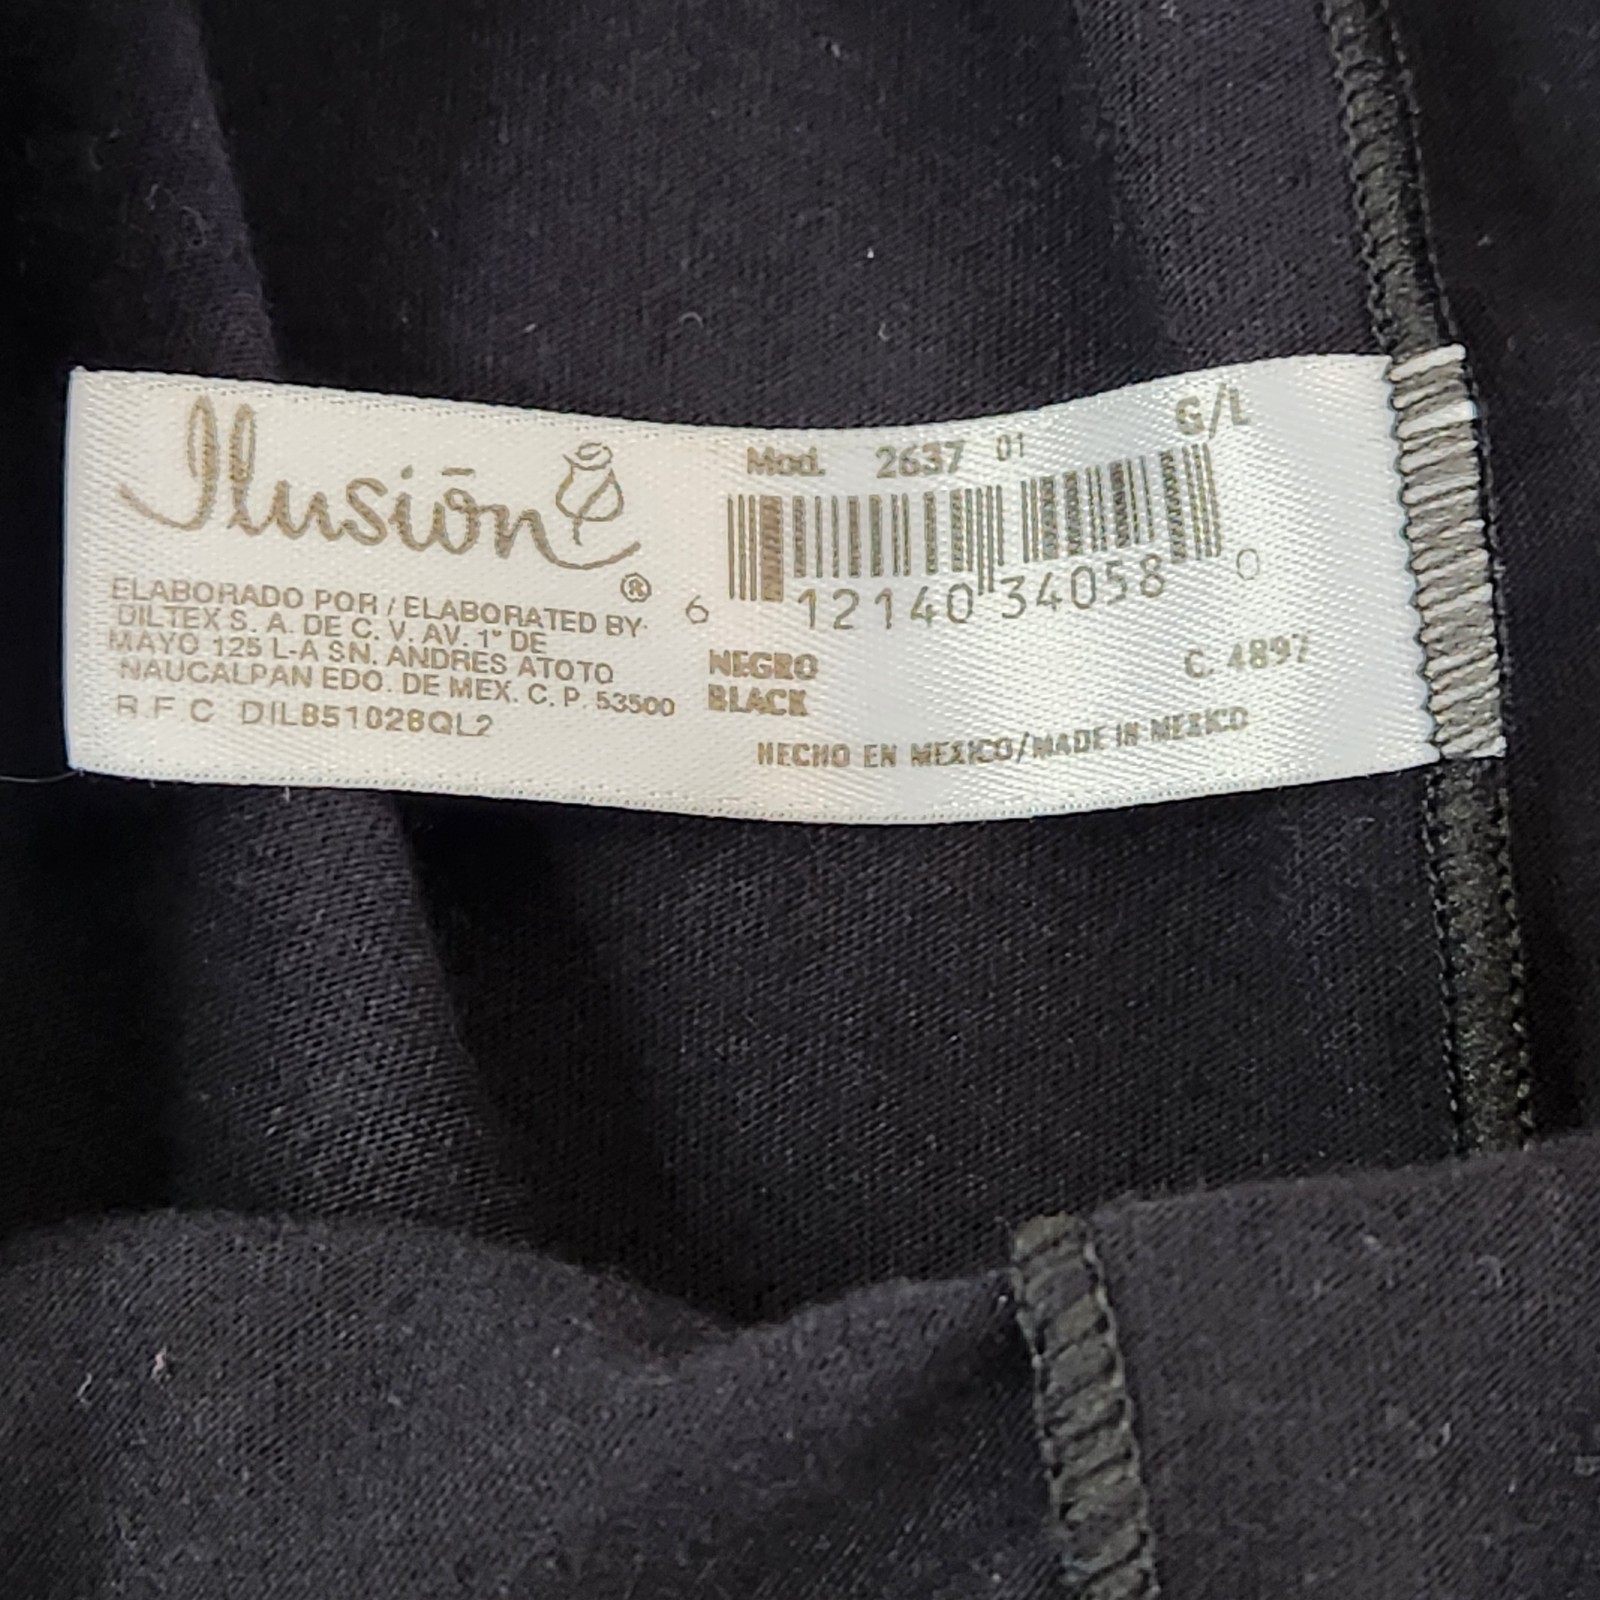 Ilusión
®
ELABORADO POR / ELABORATED BY:
DILTEX S. A. DE C. V. AV. 1° DE
MAYO 125 L-A SN. ANDRES ATOTO
NAUCALPAN EDO. DE MEX. C. P. 53500
R.F.C DIL851028QL2
G/L
Mod. 2637 01
6 12140 34058 0
NEGRO
BLACK
C. 4897
HECHO EN MEXICO/MADE IN MEXICO